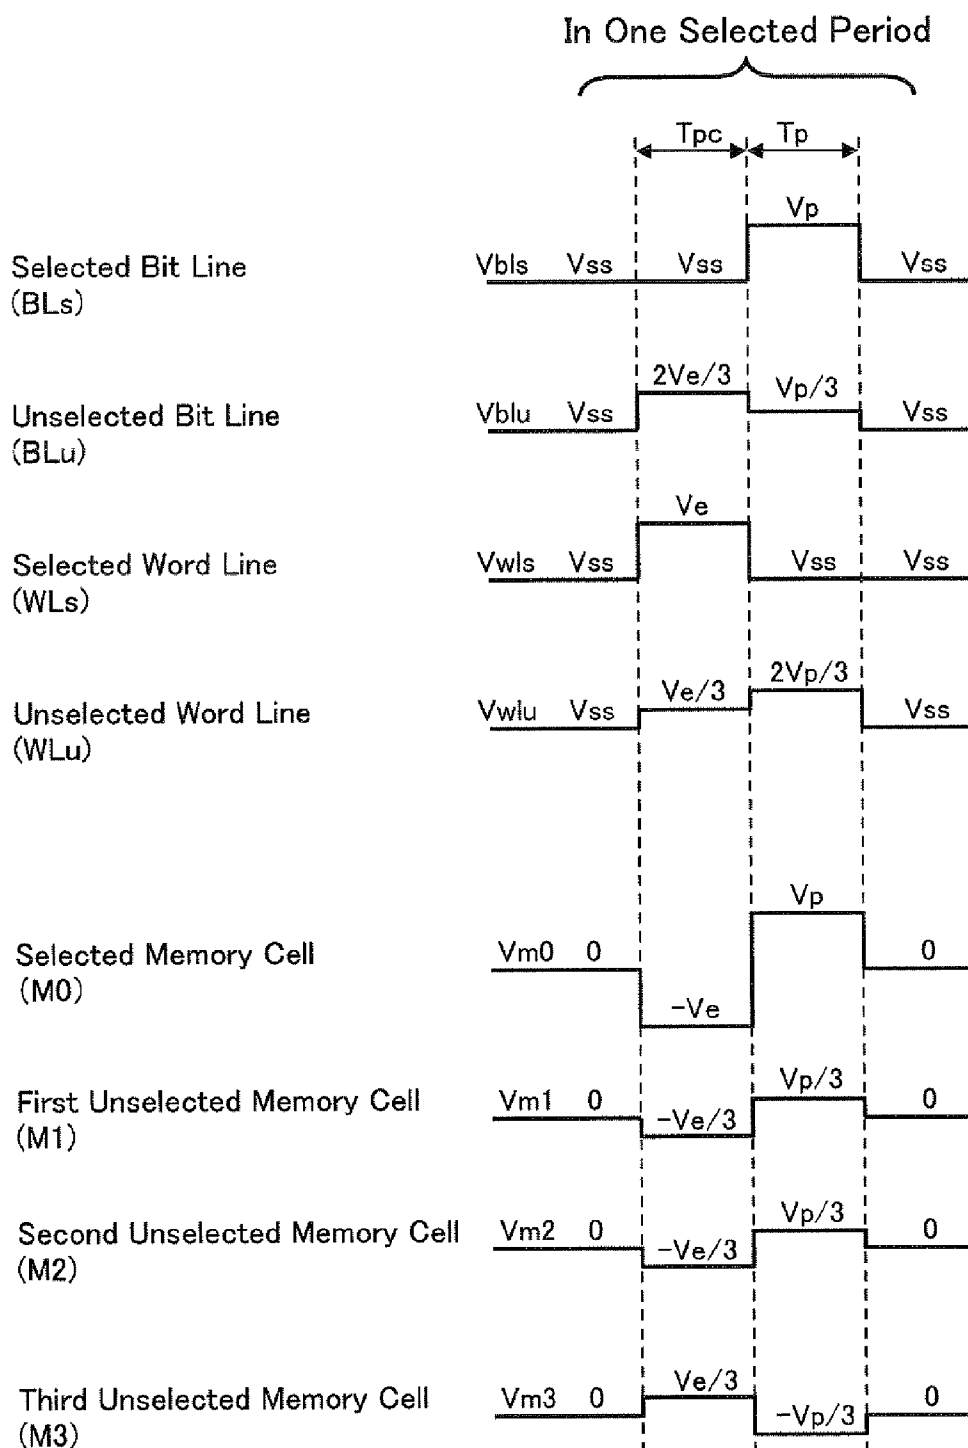 In One Selected Period
Tpc Tp
Vp
Selected Bit Line Vbls Vss Vss Vss
(BLs)
2Ve/3 Vp/3
Unselected Bit Line Vblu Vss Vss
(BLu)
Ve
Selected Word Line Vwls Vss Vss Vss
(WLs)
Ve/3 2Vp/3
Unselected Word Line Vwlu Vss Vss
(WLu)
Vp
Selected Memory Cell Vm0 0 0
(M0)
-Ve
Vp/3
First Unselected Memory Cell Vm1 0 0
(M1) -Ve/3
Vp/3
Second Unselected Memory Cell Vm2 0 0
(M2) -Ve/3
Ve/3
Third Unselected Memory Cell Vm3 0 0
(M3) -Vp/3